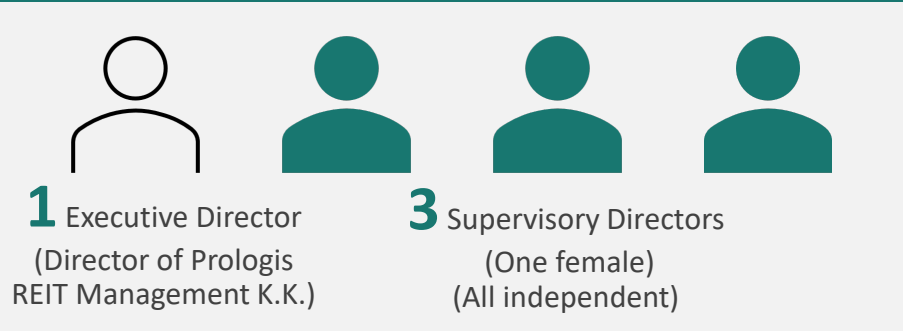 1 Executive Director
(Director of Prologis
REIT Management K.K.)
3 Supervisory Directors
(One female)
(All independent)